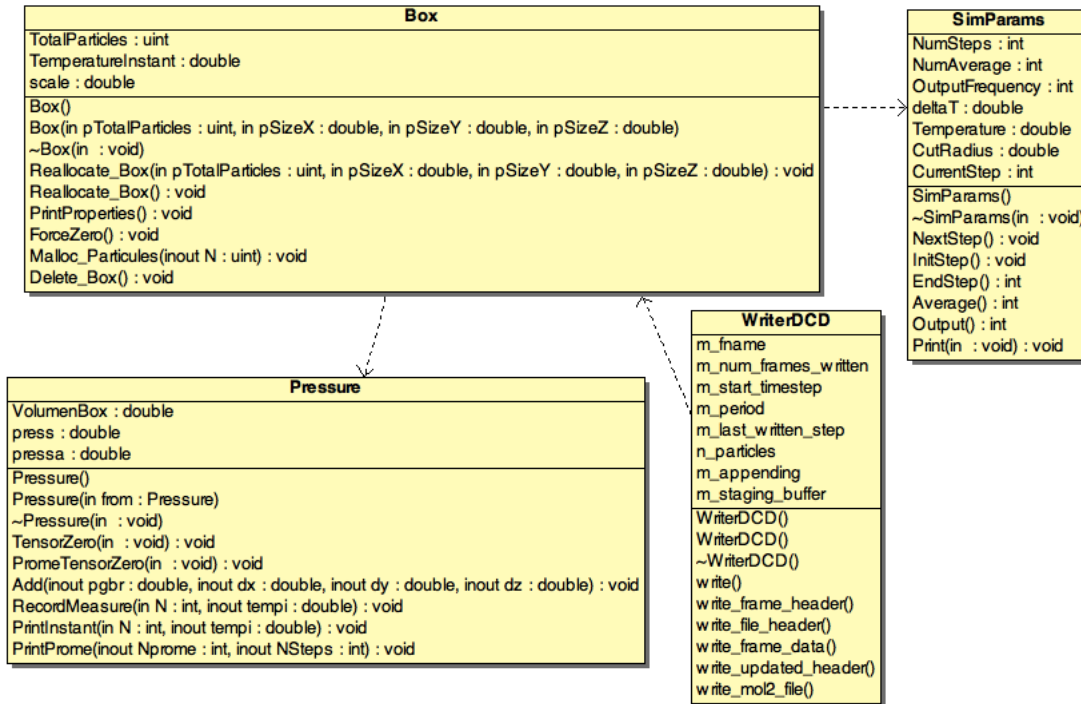 Box
TotalParticles : uint
TemperatureInstant : double
scale : double
Box()
Box(in pTotalParticles : uint, in pSizeX : double, in pSizeY : double, in pSizeZ : double)
~Box(in : void)
Reallocate_Box(in pTotalParticles : uint, in pSizeX : double, in pSizeY : double, in pSizeZ : double) : void
Reallocate_Box() : void
PrintProperties() : void
ForceZero() : void
Malloc_Particules(inout N : uint) : void
Delete_Box() : void
SimParams
NumSteps : int
NumAverage : int
OutputFrequency : int
deltaT : double
Temperature : double
CutRadius : double
CurrentStep : int
SimParams()
~SimParams(in : void)
NextStep() : void
InitStep() : void
EndStep() : int
Average() : int
Output() : int
Print(in : void) : void
Pressure
VolumenBox : double
press : double
pressa : double
Pressure()
Pressure(in from : Pressure)
~Pressure(in : void)
TensorZero(in : void) : void
PromeTensorZero(in : void) : void
Add(inout pgbr : double, inout dx : double, inout dy : double, inout dz : double) : void
RecordMeasure(in N : int, inout tempi : double) : void
PrintInstant(in N : int, inout tempi : double) : void
PrintProme(inout Nprome : int, inout NSteps : int) : void
WriterDCD
m_fname
m_num_frames_written
m_start_timestep
m_period
m_last_written_step
n_particles
m_appending
m_staging_buffer
WriterDCD()
WriterDCD()
~WriterDCD()
write()
write_frame_header()
write_file_header()
write_frame_data()
write_updated_header()
write_mol2_file()